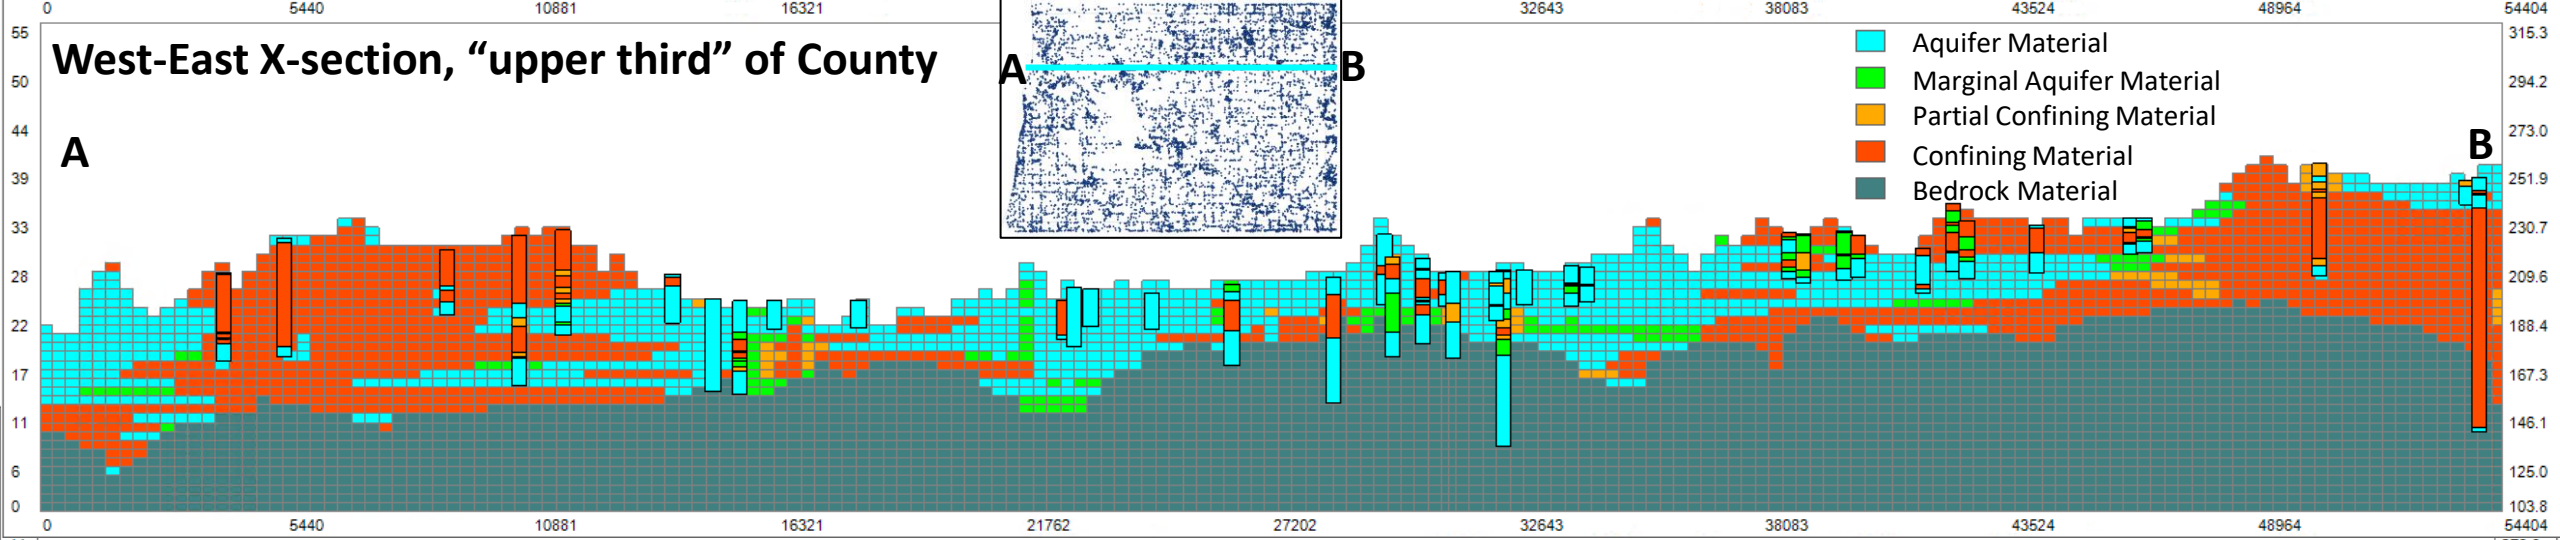 0 5440 10881 16321 32643 38083 43524 48964 54404
55 315.3
West-East X-section, “upper third” of County
Aquifer Material
Marginal Aquifer Material
Partial Confining Material
Confining Material
Bedrock Material
A B
50 294.2
44 273.0
A B
39 251.9
33 230.7
28 209.6
22 188.4
17 167.3
11 146.1
6 125.0
0 103.8
0 5440 10881 16321 21762 27202 32643 38083 43524 48964 54404